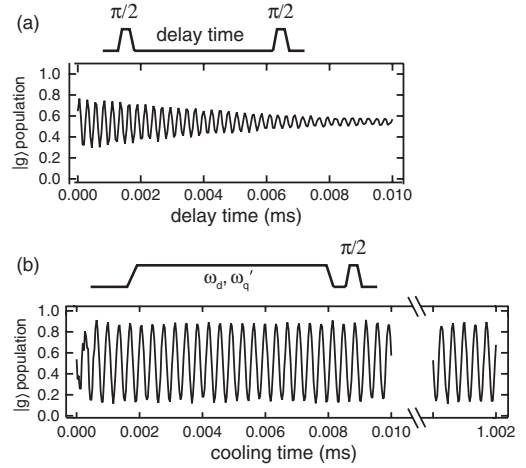 (a)
π/2 π/2
delay time
1.0
0.8
0.6
0.4
0.2
0.0
|g⟩ population
0.000 0.002 0.004 0.006 0.008 0.010
delay time (ms)
(b)
π/2
ω_d, ω_q′
1.0
0.8
0.6
0.4
0.2
0.0
|g⟩ population
0.000 0.002 0.004 0.006 0.008 0.010 1.002
cooling time (ms)